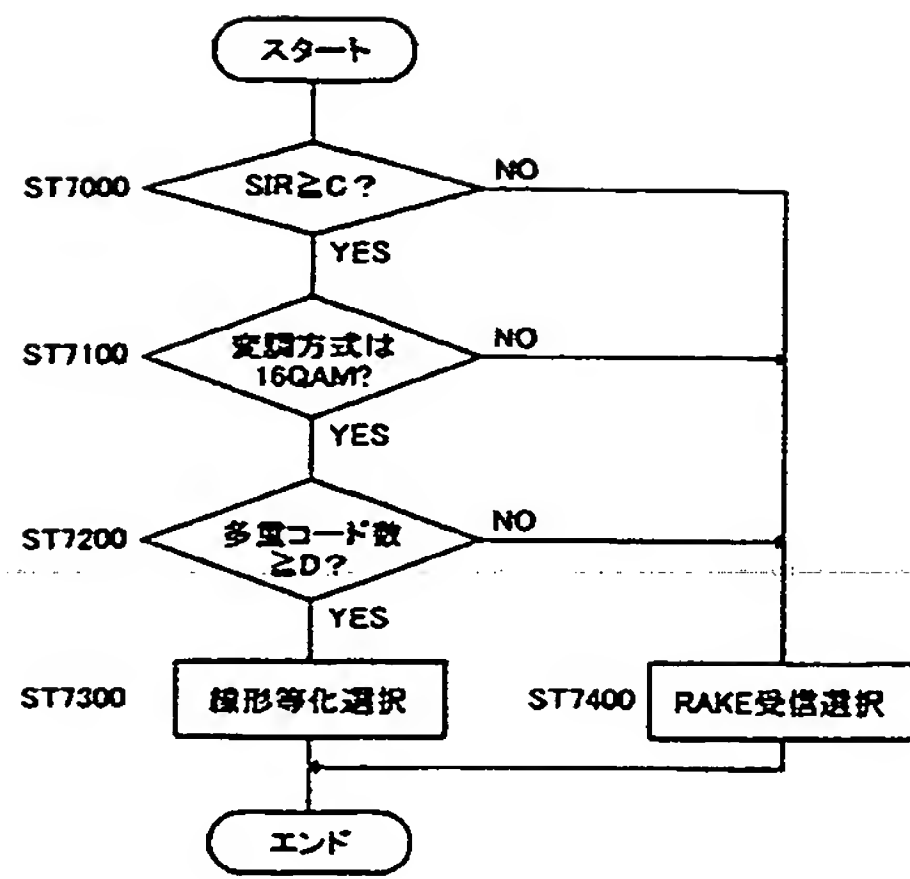 スタート
ST7000
SIR≧C?
NO
YES
ST7100
変調方式は
16QAM?
NO
YES
ST7200
多重コード数
≧D?
NO
YES
ST7300
線形等化選択
ST7400
RAKE受信選択
エンド